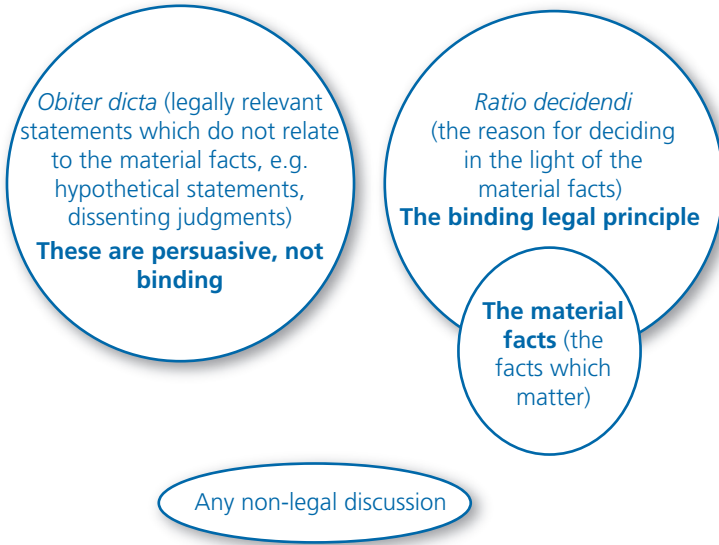 Obiter dicta (legally relevant
statements which do not relate
to the material facts, e.g.
hypothetical statements,
dissenting judgments)
These are persuasive, not
binding
Ratio decidendi
(the reason for deciding
in the light of the
material facts)
The binding legal principle
The material
facts (the
facts which
matter)
Any non-legal discussion